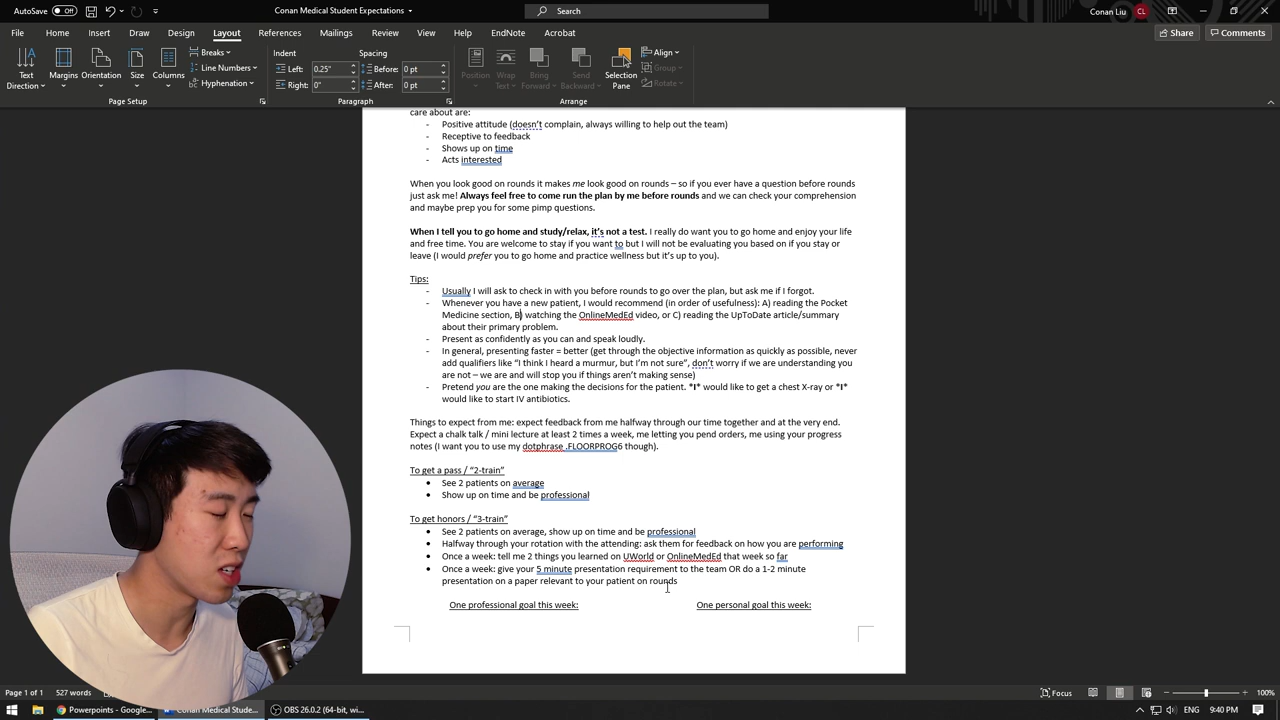 AutoSave Off
Conan Medical Student Expectations
Search
Conan Liu
File Home Insert Draw Design Layout References Mailings Review View Help EndNote Acrobat
Share Comments
Text Direction
Margins
Orientation
Size
Columns
Breaks
Line Numbers
Hyphenation
Page Setup
Indent
Left: 0.25"
Right: 0"
Spacing
Before: 0 pt
After: 0 pt
Paragraph
Position
Wrap Text
Bring Forward
Send Backward
Selection Pane
Align
Group
Rotate
Arrange
care about are:
- Positive attitude (doesn't complain, always willing to help out the team)
- Receptive to feedback
- Shows up on time
- Acts interested
When you look good on rounds it makes me look good on rounds – so if you ever have a question before rounds
just ask me! Always feel free to come run the plan by me before rounds and we can check your comprehension
and maybe prep you for some pimp questions.
When I tell you to go home and study/relax, it's not a test. I really do want you to go home and enjoy your life
and free time. You are welcome to stay if you want to but I will not be evaluating you based on if you stay or
leave (I would prefer you to go home and practice wellness but it's up to you).
Tips:
- Usually I will ask to check in with you before rounds to go over the plan, but ask me if I forgot.
- Whenever you have a new patient, I would recommend (in order of usefulness): A) reading the Pocket
Medicine section, B) watching the OnlineMedEd video, or C) reading the UpToDate article/summary
about their primary problem.
- Present as confidently as you can and speak loudly.
- In general, presenting faster = better (get through the objective information as quickly as possible, never
add qualifiers like "I think I heard a murmur, but I'm not sure", don't worry if we are understanding you
are not – we are and will stop you if things aren't making sense)
- Pretend you are the one making the decisions for the patient. *I* would like to get a chest X-ray or *I*
would like to start IV antibiotics.
Things to expect from me: expect feedback from me halfway through our time together and at the very end.
Expect a chalk talk / mini lecture at least 2 times a week, me letting you pend orders, me using your progress
notes (I want you to use my dotphrase .FLOORPROG6 though).
To get a pass / "2-train"
• See 2 patients on average
• Show up on time and be professional
To get honors / "3-train"
• See 2 patients on average, show up on time and be professional
• Halfway through your rotation with the attending: ask them for feedback on how you are performing
• Once a week: tell me 2 things you learned on UWorld or OnlineMedEd that week so far
• Once a week: give your 5 minute presentation requirement to the team OR do a 1-2 minute
presentation on a paper relevant to your patient on rounds
One professional goal this week: One personal goal this week:
Page 1 of 1 527 words
Focus
100%
Powerpoints - Google...
Conan Medical Stude...
OBS 26.0.2 (64-bit, wi...
ENG
9:40 PM